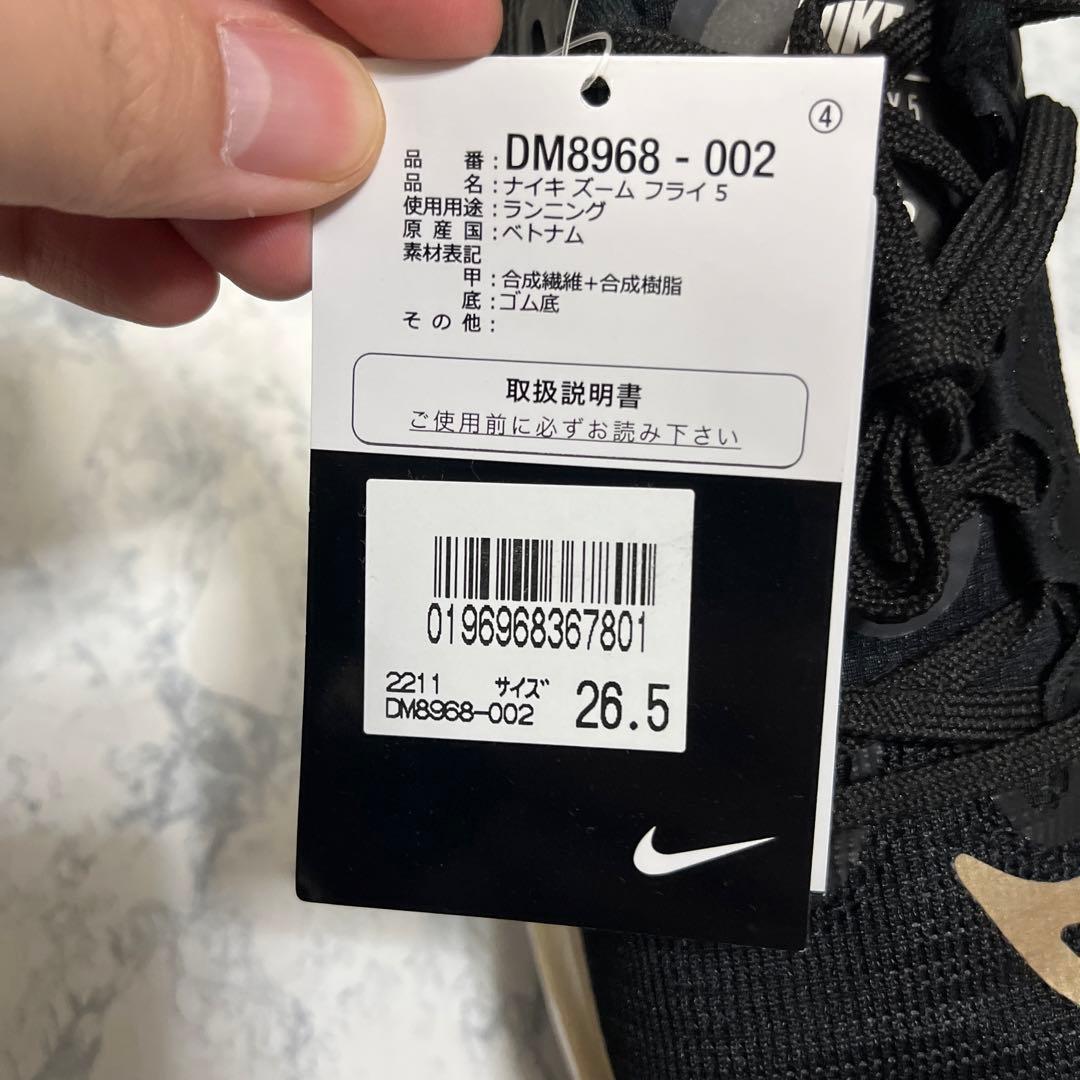 NIKE
④
品 番 : DM8968 - 002
品 名 : ナイキ ズーム フライ 5
使用用途 : ランニング
原 産 国 : ベトナム
素材表記
甲 : 合成繊維+合成樹脂
底 : ゴム底
そ の 他 :
取扱説明書
ご使用前に必ずお読み下さい
0196968367801
2211 サイズ 26.5
DM8968-002